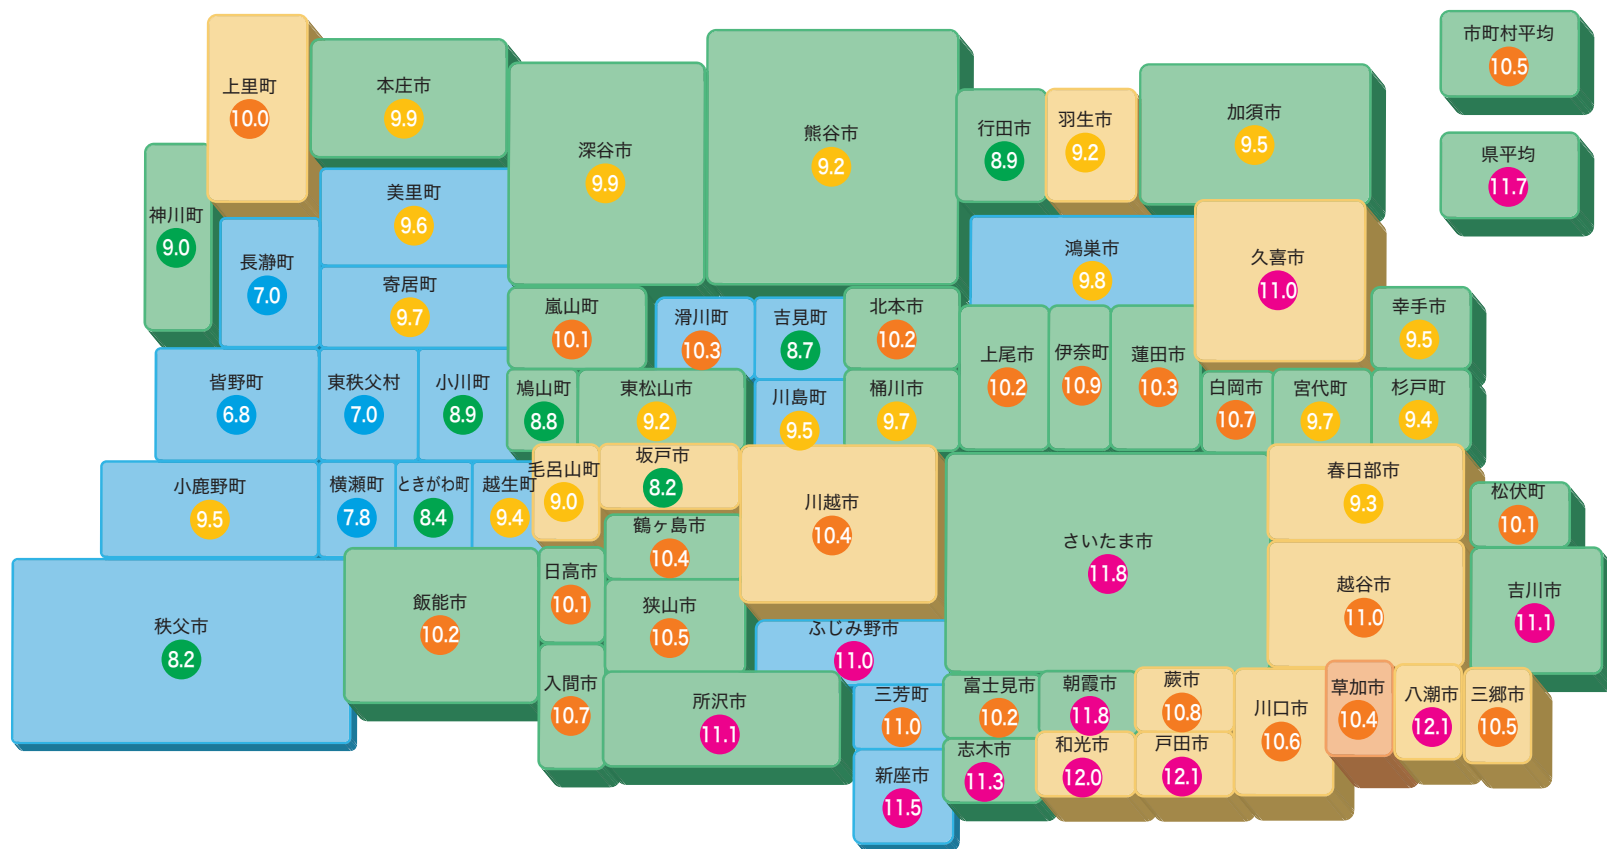 上里町
10.0
本庄市
9.9
深谷市
9.9
熊谷市
9.2
行田市
8.9
羽生市
9.2
加須市
9.5
市町村平均
10.5
県平均
11.7
神川町
9.0
長瀞町
7.0
美里町
9.6
寄居町
9.7
鴻巣市
9.8
久喜市
11.0
嵐山町
10.1
滑川町
10.3
吉見町
8.7
北本市
10.2
上尾市
10.2
伊奈町
10.9
蓮田市
10.3
幸手市
9.5
皆野町
6.8
東秩父村
7.0
小川町
8.9
鳩山町
8.8
東松山市
9.2
川島町
9.5
桶川市
9.7
白岡市
10.7
宮代町
9.7
杉戸町
9.4
小鹿野町
9.5
横瀬町
7.8
ときがわ町
8.4
越生町
9.4
毛呂山町
9.0
坂戸市
8.2
川越市
10.4
さいたま市
11.8
春日部市
9.3
松伏町
10.1
鶴ヶ島市
10.4
秩父市
8.2
飯能市
10.2
日高市
10.1
狭山市
10.5
越谷市
11.0
吉川市
11.1
ふじみ野市
11.0
入間市
10.7
所沢市
11.1
三芳町
11.0
富士見市
10.2
朝霞市
11.8
蕨市
10.8
川口市
10.6
草加市
10.4
八潮市
12.1
三郷市
10.5
新座市
11.5
志木市
11.3
和光市
12.0
戸田市
12.1